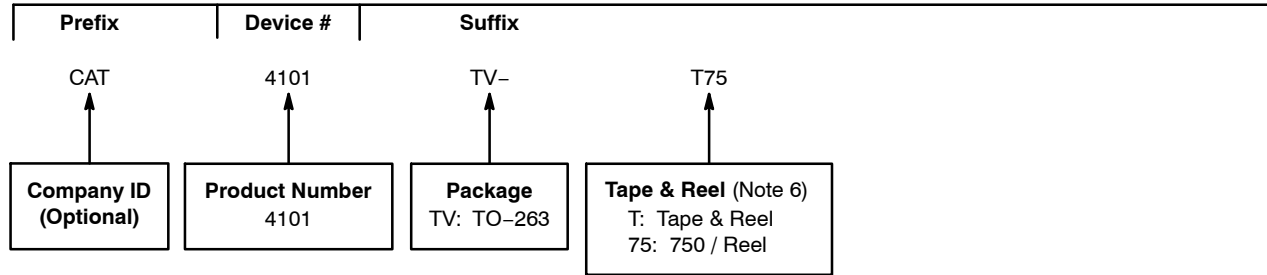 Prefix Device # Suffix
CAT 4101 TV− T75
Company ID
(Optional)
Product Number
4101
Package
TV: TO−263
Tape & Reel (Note 6)
T: Tape & Reel
75: 750 / Reel